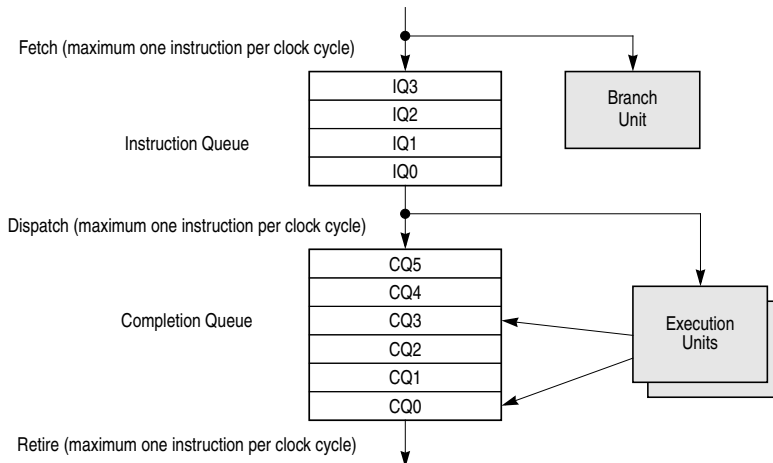 Fetch (maximum one instruction per clock cycle)
IQ3
IQ2
IQ1
IQ0
Instruction Queue
Branch
Unit
Dispatch (maximum one instruction per clock cycle)
CQ5
CQ4
CQ3
CQ2
CQ1
CQ0
Completion Queue
Execution
Units
Retire (maximum one instruction per clock cycle)